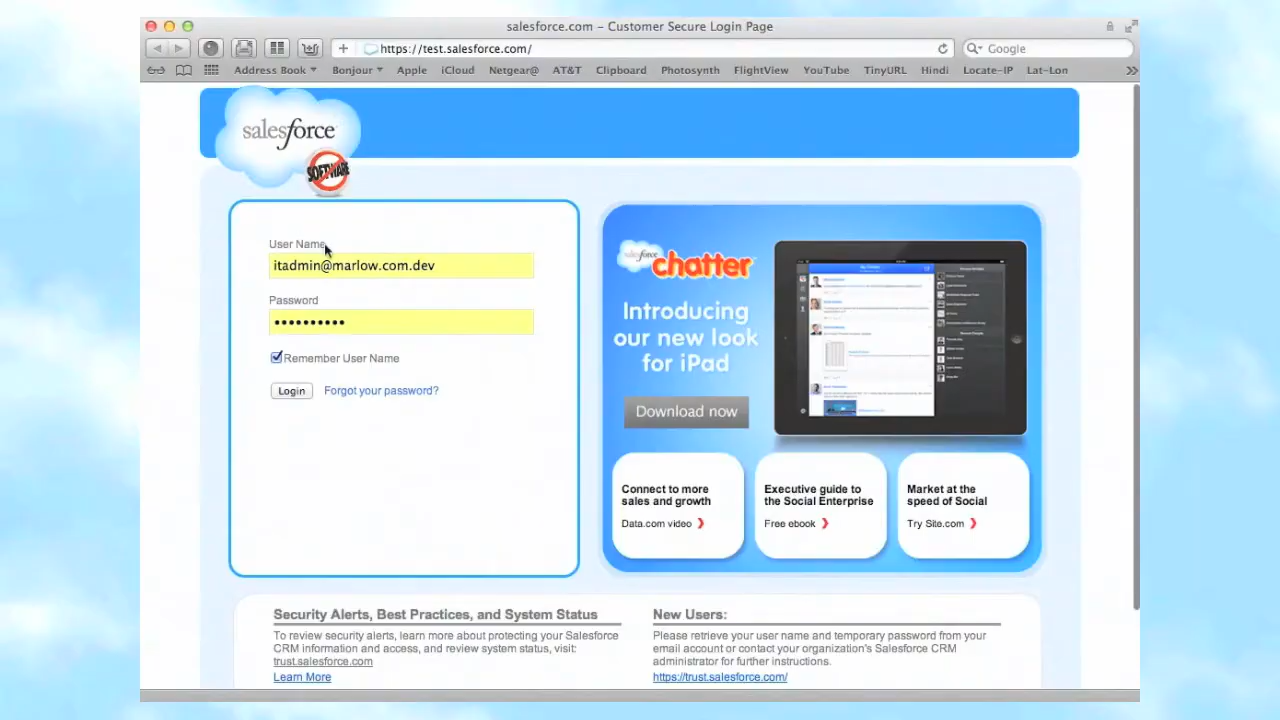 salesforce.com – Customer Secure Login Page
https://test.salesforce.com/
Google
Address Book
Bonjour
Apple
iCloud
Netgear@
AT&T
Clipboard
Photosynth
FlightView
YouTube
TinyURL
Hindi
Locate-IP
Lat-Lon
salesforce
SOFTWARE
User Name
itadmin@marlow.com.dev
Password
Remember User Name
Login
Forgot your password?
salesforce
chatter
Introducing
our new look
for iPad
Download now
Connect to more
sales and growth
Data.com video
Executive guide to
the Social Enterprise
Free ebook
Market at the
speed of Social
Try Site.com
Security Alerts, Best Practices, and System Status
To review security alerts, learn more about protecting your Salesforce
CRM information and access, and review system status, visit:
trust.salesforce.com
Learn More
New Users:
Please retrieve your user name and temporary password from your
email account or contact your organization's Salesforce CRM
administrator for further instructions.
https://trust.salesforce.com/